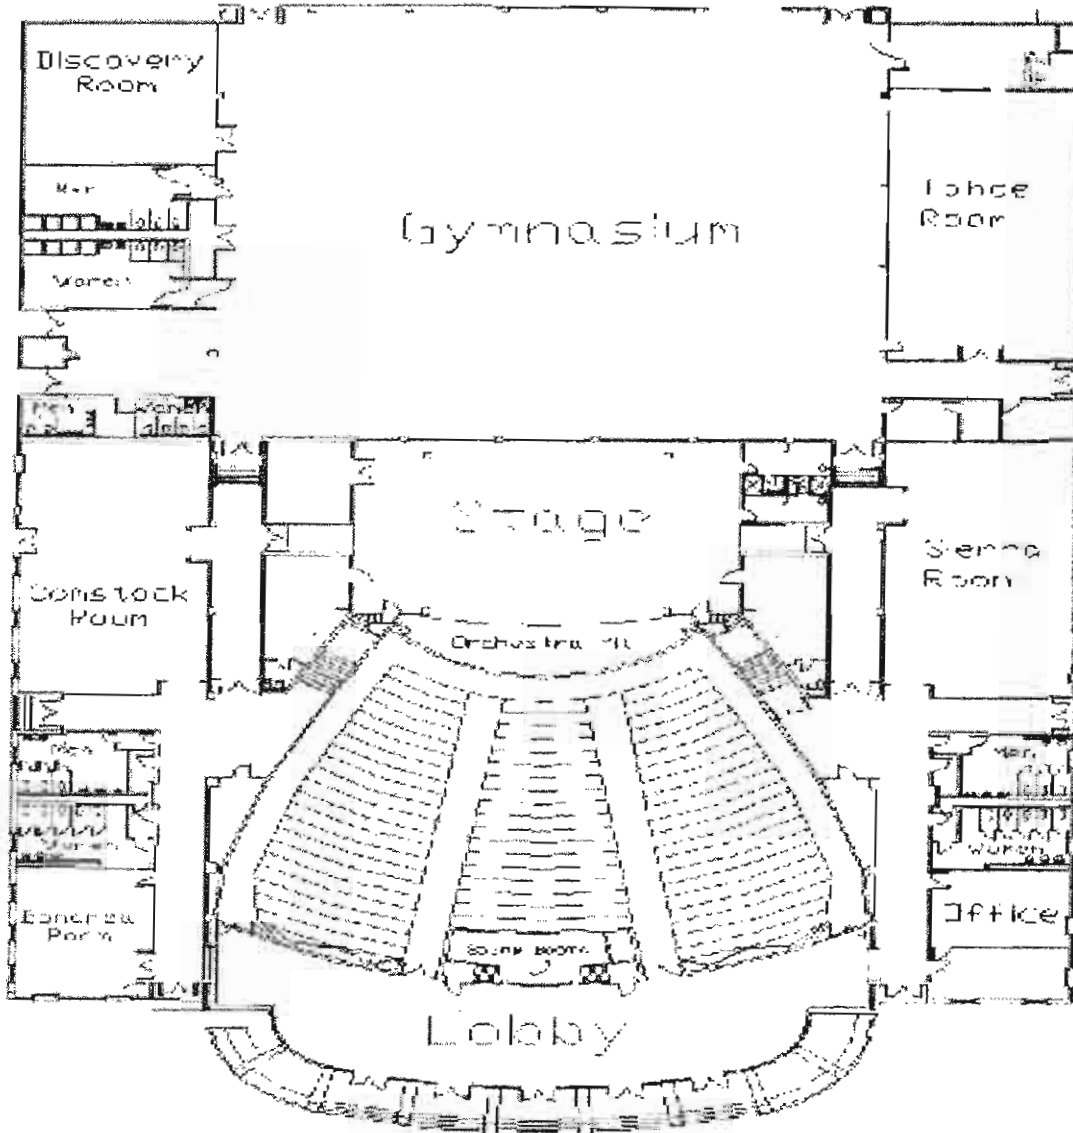 Discovery
Room
Men
Women
Gymnasium
Tahoe
Room
Men
Women
Stage
Comstock
Room
Sierra
Room
Orchestra Pit
Men
Women
Men
Women
Bonanza
Room
Office
Sound Booth
Lobby